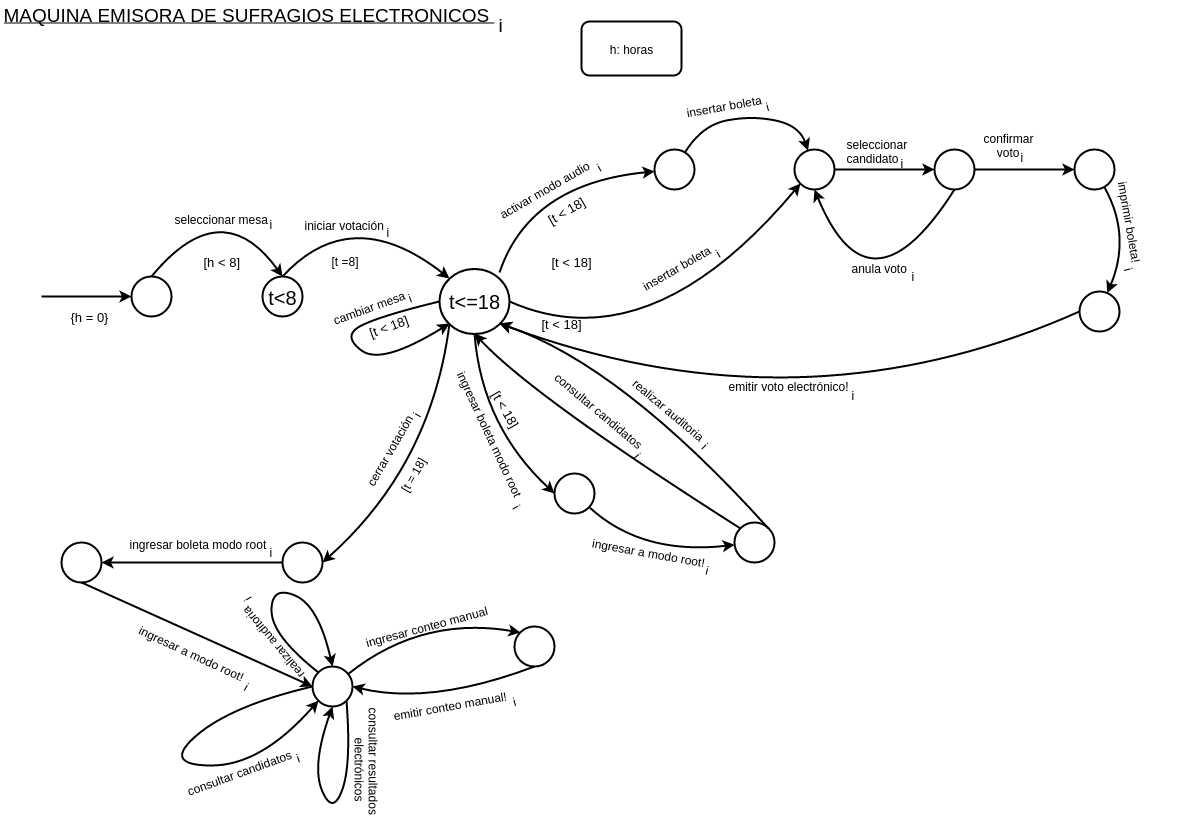 MAQUINA EMISORA DE SUFRAGIOS ELECTRONICOS i
h: horas
insertar boleta i
activar modo audio i
[t < 18]
seleccionar
candidato i
confirmar
voto i
imprimir boleta! i
anula voto i
seleccionar mesa i
[h < 8]
iniciar votación i
[t =8]
{h = 0}
t<8
t<=18
cambiar mesa i
[t < 18]
[t < 18]
insertar boleta i
[t < 18]
emitir voto electrónico! i
consultar candidatos i
realizar auditoria i
ingresar boleta modo root i
[t < 18]
cerrar votación i
[t = 18]
ingresar a modo root! i
ingresar boleta modo root i
ingresar a modo root! i
realizar auditoria i
ingresar conteo manual
emitir conteo manual! i
consultar candidatos i
consultar resultados
electrónicos